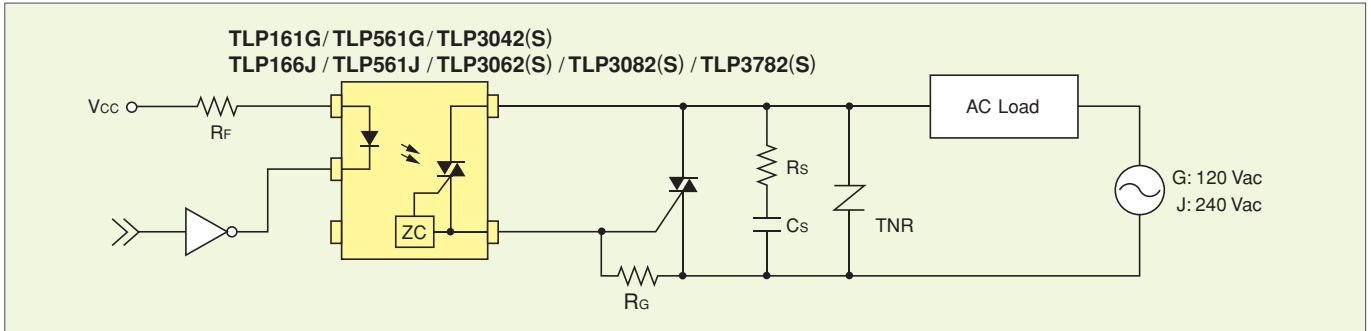 TLP161G/TLP561G/TLP3042(S)
TLP166J/TLP561J/TLP3062(S)/TLP3082(S)/TLP3782(S)
VCC
RF
ZC
RG
RS
CS
TNR
AC Load
G: 120 Vac
J: 240 Vac